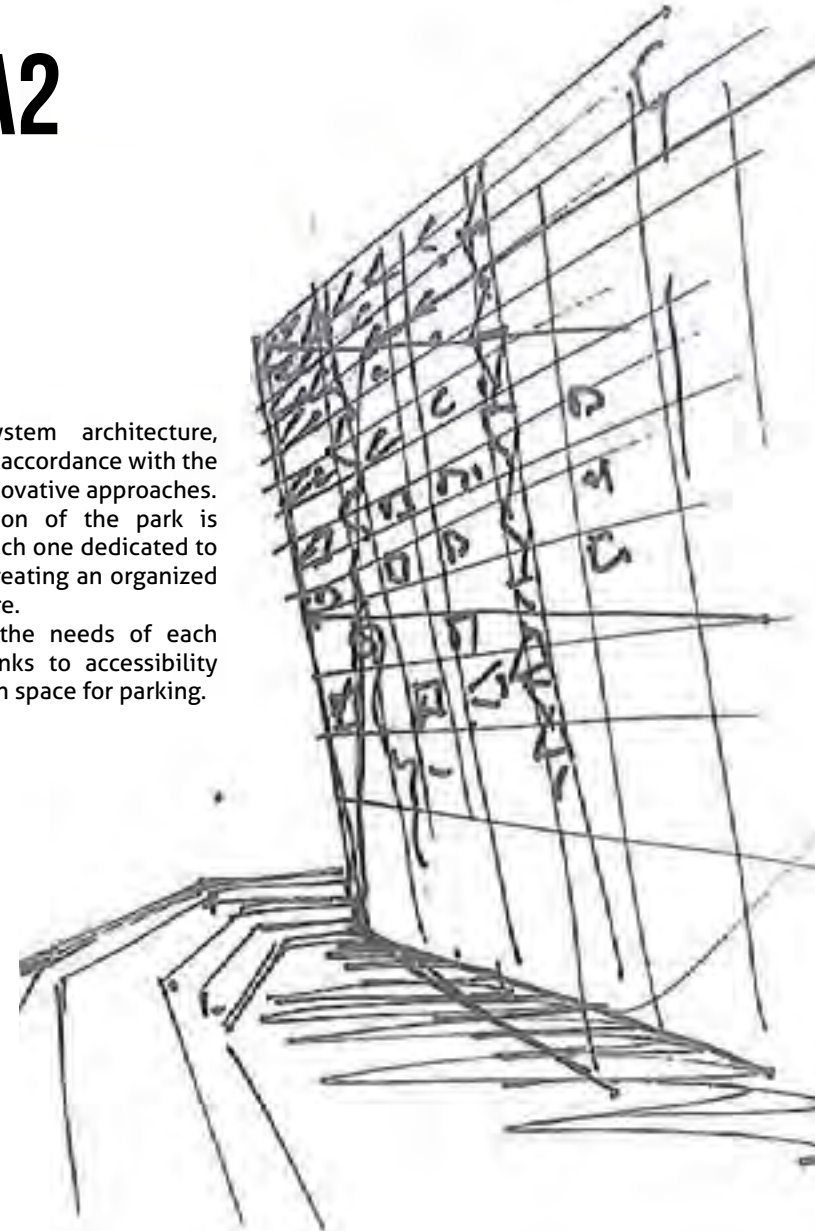 A2
ystem architecture,
accordance with the
ovative approaches.
on of the park is
ch one dedicated to
reating an organized
re.
the needs of each
nks to accessibility
n space for parking.